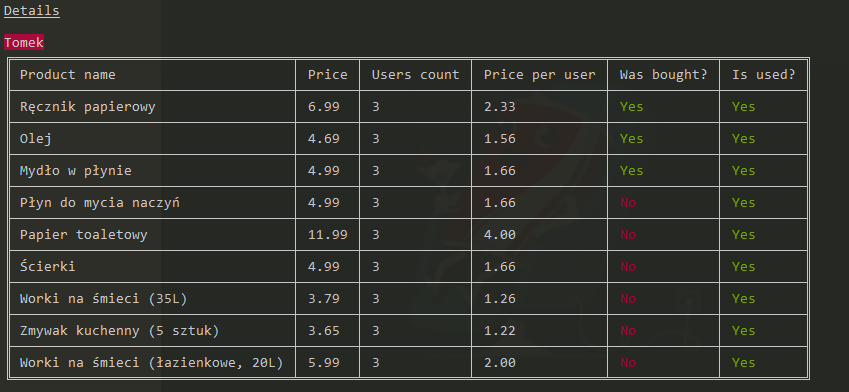 Details
Tomek
Product name Price Users count Price per user Was bought? Is used?
Ręcznik papierowy 6.99 3 2.33 Yes Yes
Olej 4.69 3 1.56 Yes Yes
Mydło w płynie 4.99 3 1.66 Yes Yes
Płyn do mycia naczyń 4.99 3 1.66 No Yes
Papier toaletowy 11.99 3 4.00 No Yes
Ścierki 4.99 3 1.66 No Yes
Worki na śmieci (35L) 3.79 3 1.26 No Yes
Zmywak kuchenny (5 sztuk) 3.65 3 1.22 No Yes
Worki na śmieci (łazienkowe, 20L) 5.99 3 2.00 No Yes